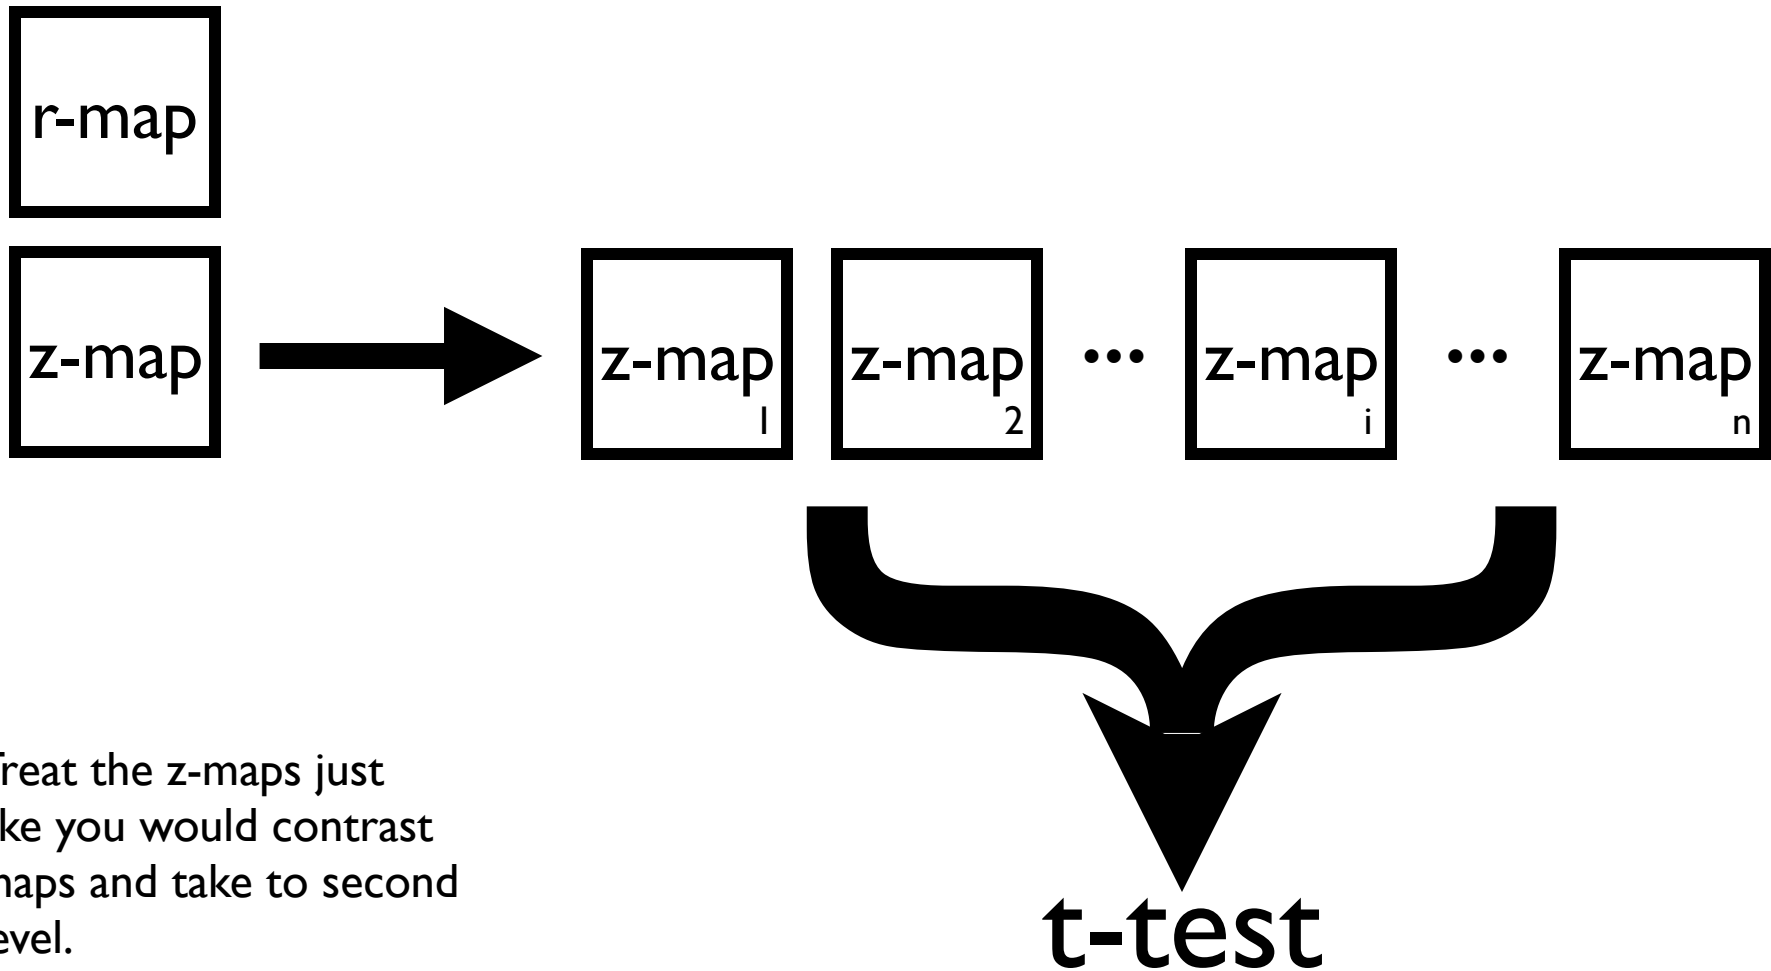 r-map
z-map
z-map
1
z-map
2
...
z-map
i
...
z-map
n
reat the z-maps just
ke you would contrast
aps and take to second
evel.
t-test